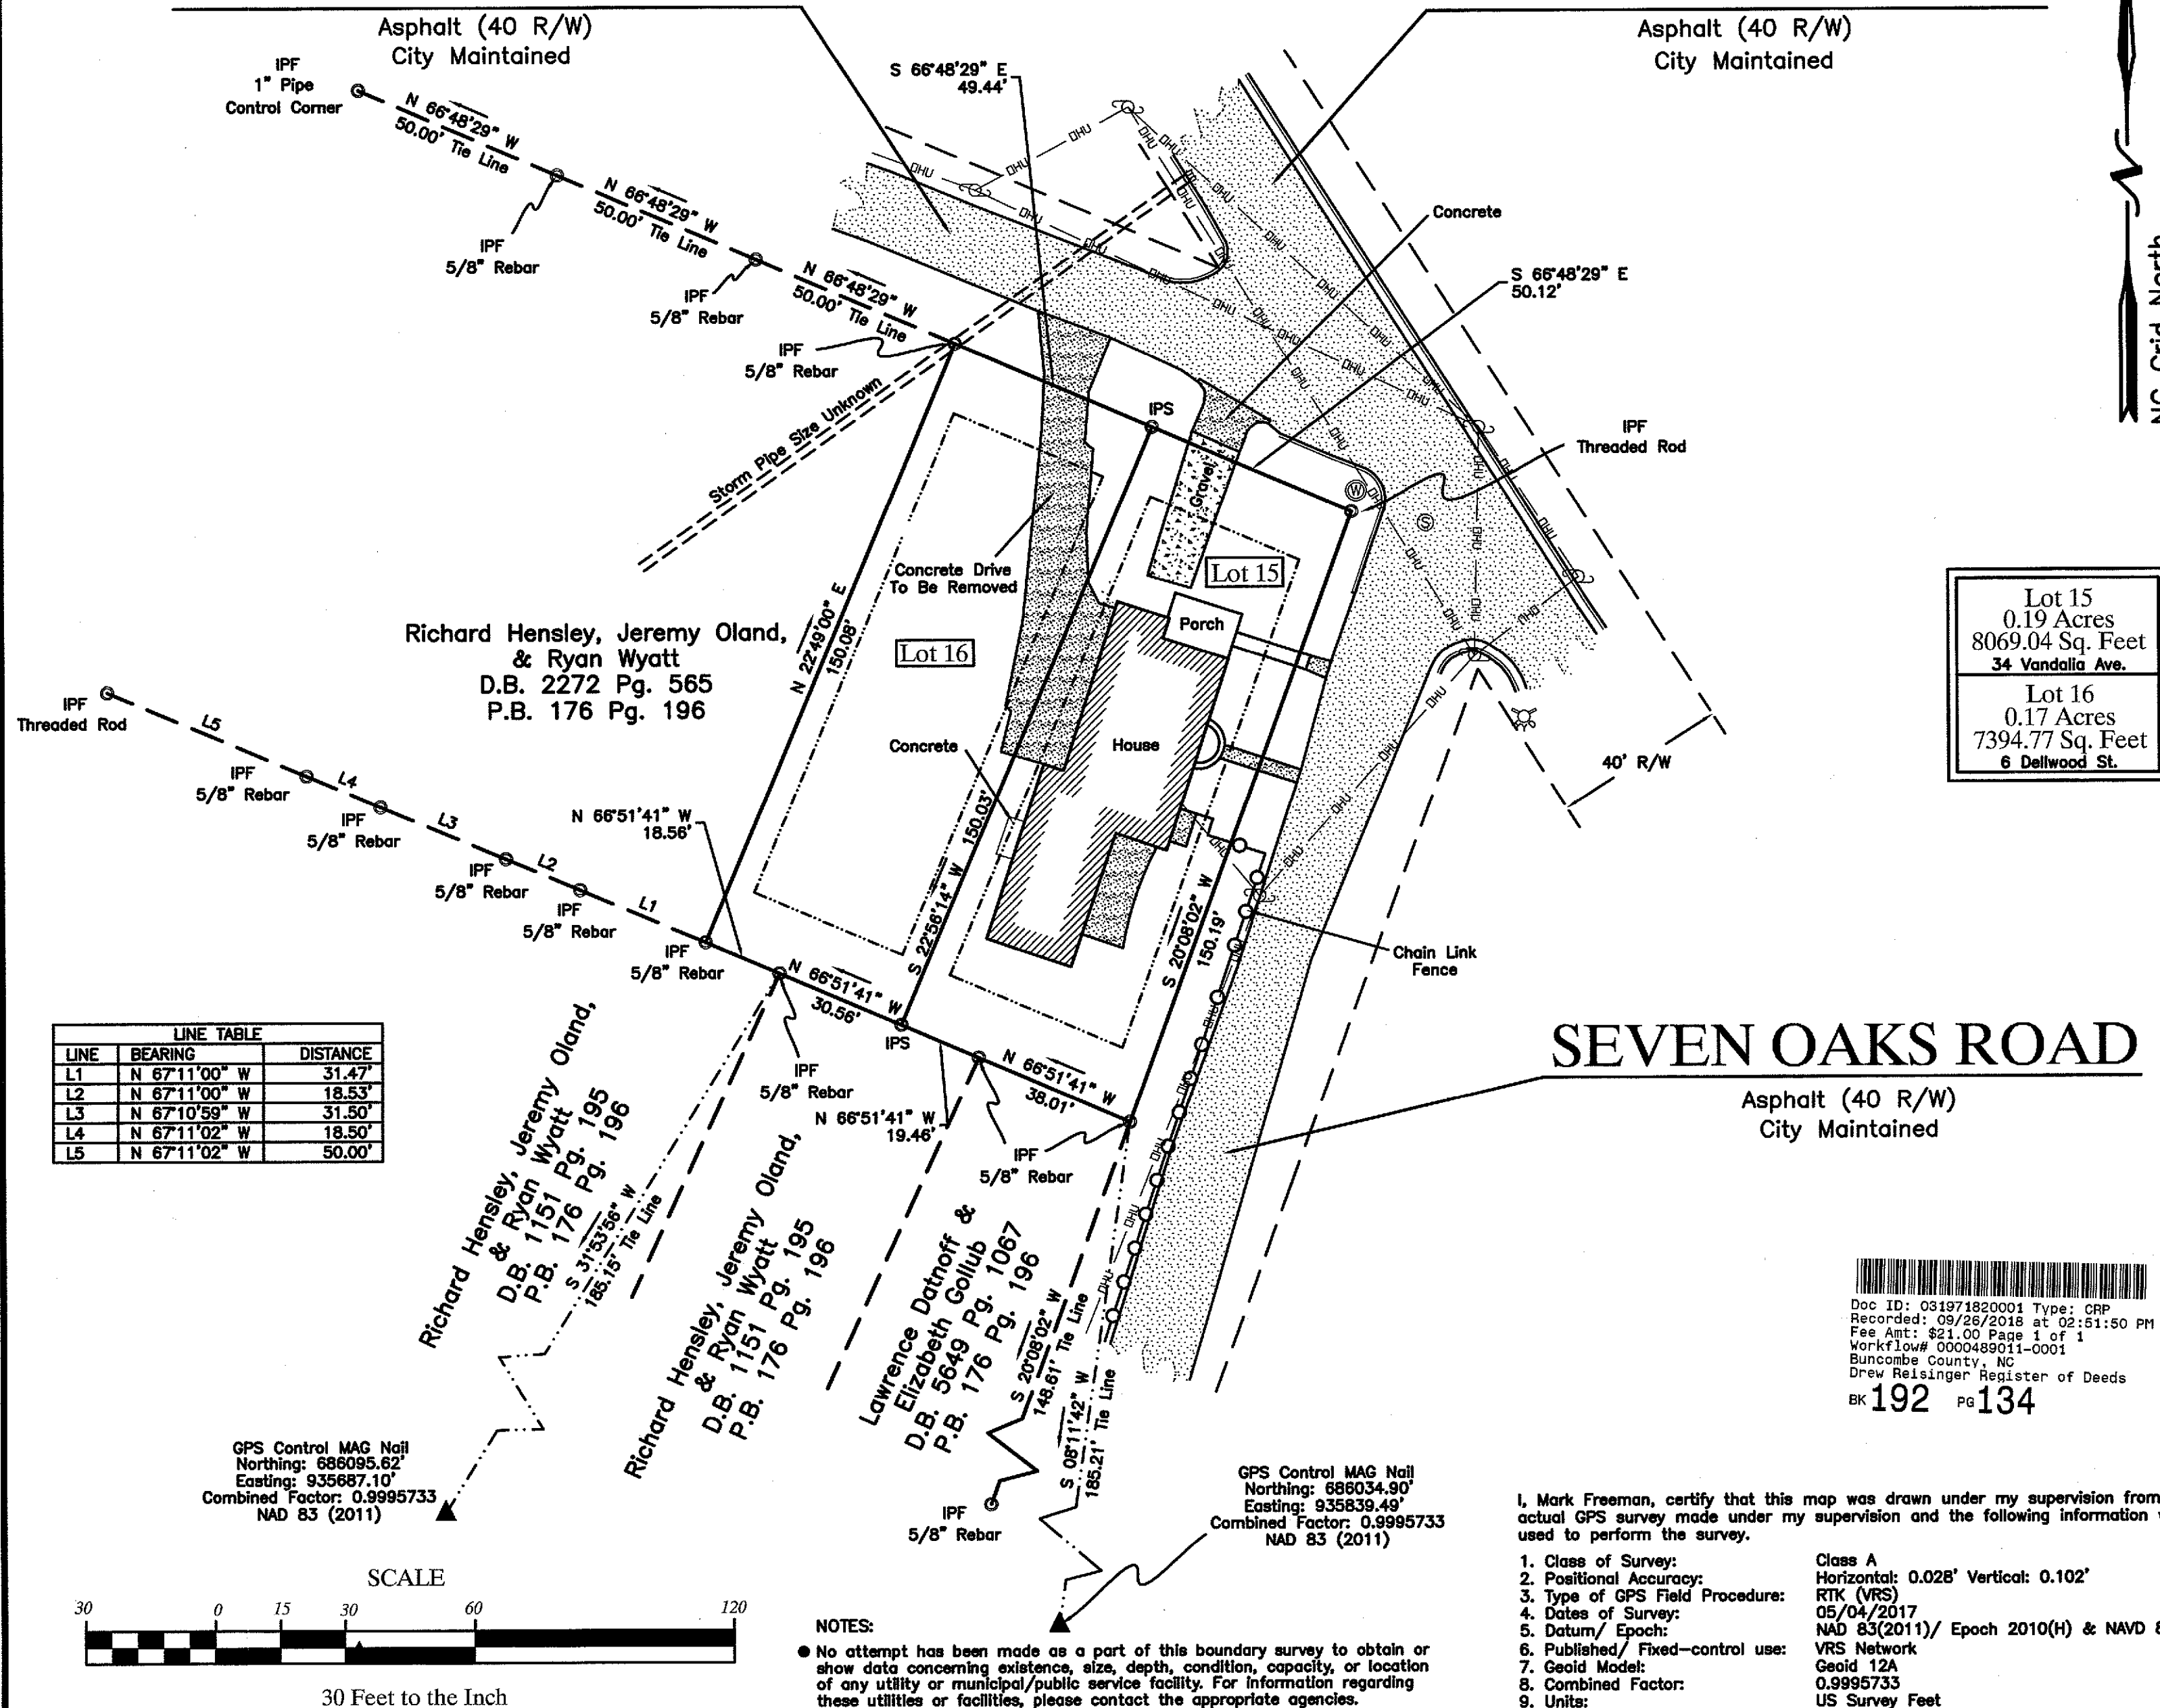 Asphalt (40 R/W)
City Maintained
Asphalt (40 R/W)
City Maintained
IPF
1" Pipe
Control Corner
S 66°48'29" E
49.44'
N 66°48'29" W
50.00' Tie Line
N 66°48'29" W
50.00' Tie Line
N 66°48'29" W
50.00' Tie Line
IPF
5/8" Rebar
IPF
5/8" Rebar
IPF
5/8" Rebar
Concrete
S 66°48'29" E
50.12'
NC Grid North
Storm Pipe Size Unknown
IPS
Gravel
IPF
Threaded Rod
W
S
OHU
Concrete Drive
To Be Removed
Lot 15
Porch
Lot 16
House
Concrete
N 22°49'00" E
150.08'
Richard Hensley, Jeremy Oland,
& Ryan Wyatt
D.B. 2272 Pg. 565
P.B. 176 Pg. 196
Lot 15
0.19 Acres
8069.04 Sq. Feet
34 Vandalia Ave.
Lot 16
0.17 Acres
7394.77 Sq. Feet
6 Dellwood St.
40' R/W
IPF
Threaded Rod
L5
IPF
5/8" Rebar
L4
IPF
5/8" Rebar
L3
IPF
5/8" Rebar
L2
IPF
5/8" Rebar
L1
IPF
5/8" Rebar
N 66°51'41" W
18.56'
S 22°56'14" W 150.03'
S 20°08'02" W
150.19'
Chain Link
Fence
N 66°51'41" W
30.56'
IPS
IPF
5/8" Rebar
N 66°51'41" W
19.46'
N 66°51'41" W
38.01'
IPF
5/8" Rebar
SEVEN OAKS ROAD
Asphalt (40 R/W)
City Maintained
LINE TABLE
LINE BEARING DISTANCE
L1 N 67°11'00" W 31.47'
L2 N 67°11'00" W 18.53'
L3 N 67°10'59" W 31.50'
L4 N 67°11'02" W 18.50'
L5 N 67°11'02" W 50.00'
Richard Hensley, Jeremy Oland,
& Ryan Wyatt
D.B. 1151 Pg. 195
P.B. 176 Pg. 196
S 31°53'56" W
185.15' Tie Line
Richard Hensley, Jeremy Oland,
& Ryan Wyatt
D.B. 1151 Pg. 195
P.B. 176 Pg. 196
Lawrence Datnoff &
Elizabeth Gollub
D.B. 5649 Pg. 1067
P.B. 176 Pg. 196
S 20°08'02" W
148.61' Tie Line
S 08°11'42" W
185.21' Tie Line
IPF
5/8" Rebar
Doc ID: 031971820001 Type: CRP
Recorded: 09/26/2018 at 02:51:50 PM
Fee Amt: $21.00 Page 1 of 1
Workflow# 0000489011-0001
Buncombe County, NC
Drew Reisinger Register of Deeds
BK 192 PG 134
GPS Control MAG Nail
Northing: 686095.62'
Easting: 935687.10'
Combined Factor: 0.9995733
NAD 83 (2011)
GPS Control MAG Nail
Northing: 686034.90'
Easting: 935839.49'
Combined Factor: 0.9995733
NAD 83 (2011)
SCALE
30 0 15 30 60 120
30 Feet to the Inch
NOTES:
● No attempt has been made as a part of this boundary survey to obtain or
show data concerning existence, size, depth, condition, capacity, or location
of any utility or municipal/public service facility. For information regarding
these utilities or facilities, please contact the appropriate agencies.
I, Mark Freeman, certify that this map was drawn under my supervision from
actual GPS survey made under my supervision and the following information
used to perform the survey.
1. Class of Survey: Class A
2. Positional Accuracy: Horizontal: 0.028' Vertical: 0.102'
3. Type of GPS Field Procedure: RTK (VRS)
4. Dates of Survey: 05/04/2017
5. Datum/ Epoch: NAD 83(2011)/ Epoch 2010(H) & NAVD
6. Published/ Fixed-control use: VRS Network
7. Geoid Model: Geoid 12A
8. Combined Factor: 0.9995733
9. Units: US Survey Feet